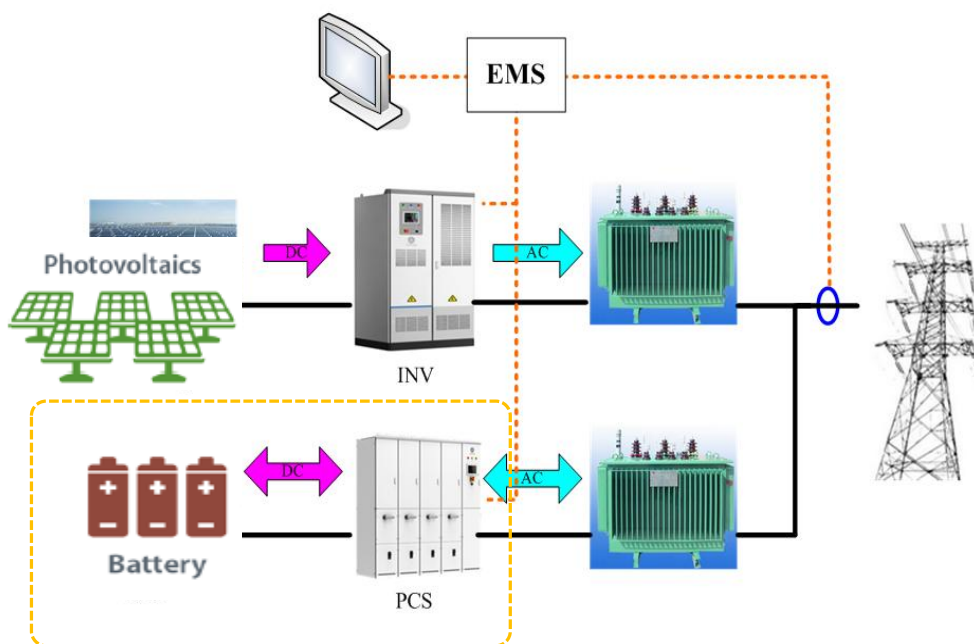 EMS
Photovoltaics
DC
AC
INV
DC
AC
Battery
PCS